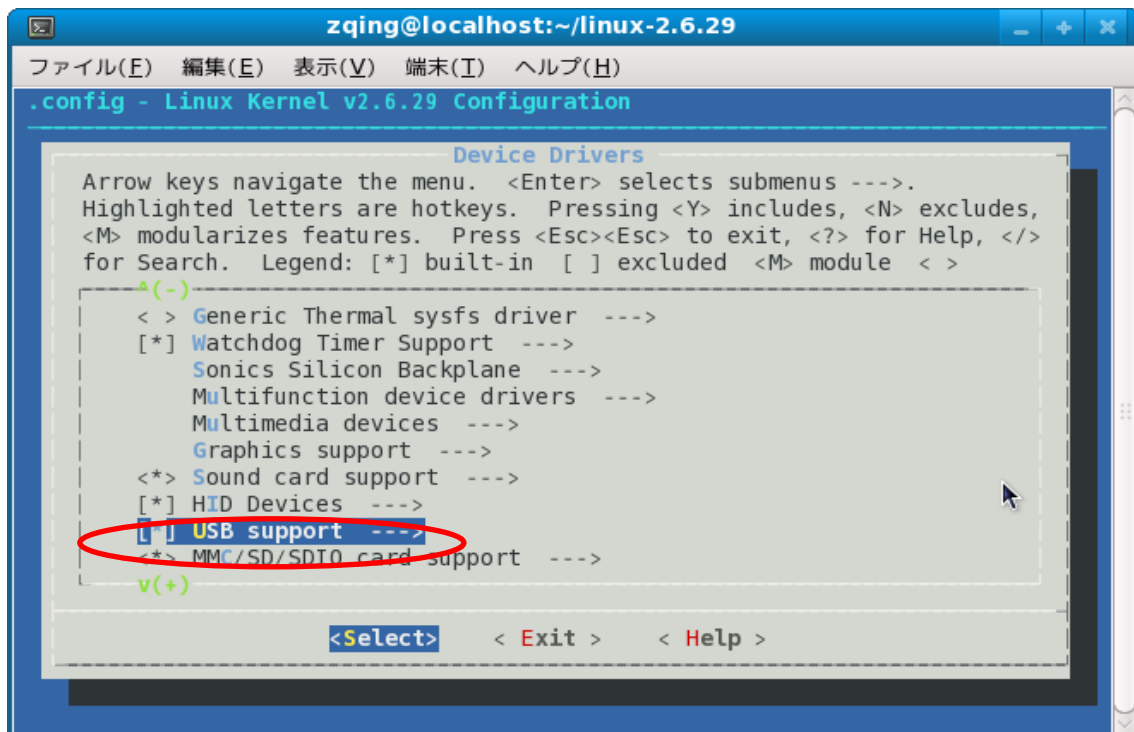 zqing@localhost:~/linux-2.6.29
ファイル(F) 編集(E) 表示(V) 端末(T) ヘルプ(H)
.config - Linux Kernel v2.6.29 Configuration
Device Drivers
Arrow keys navigate the menu. <Enter> selects submenus --->.
Highlighted letters are hotkeys. Pressing <Y> includes, <N> excludes,
<M> modularizes features. Press <Esc><Esc> to exit, <?> for Help, </>
for Search. Legend: [*] built-in [ ] excluded <M> module < >
^(-)
< > Generic Thermal sysfs driver --->
[*] Watchdog Timer Support --->
Sonics Silicon Backplane --->
Multifunction device drivers --->
Multimedia devices --->
Graphics support --->
<*> Sound card support --->
[*] HID Devices --->
[*] USB support --->
<*> MMC/SD/SDIO card support --->
v(+)
<Select> < Exit > < Help >